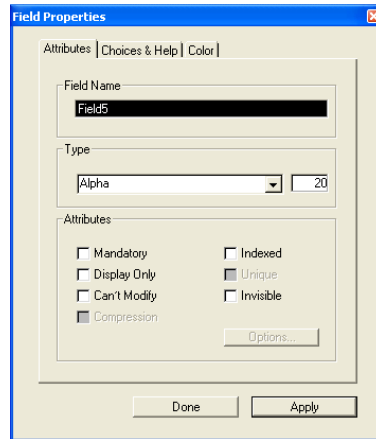 Field Properties
Attributes Choices & Help Color
Field Name
Field5
Type
Alpha 20
Attributes
Mandatory Indexed
Display Only Unique
Can't Modify Invisible
Compression
Options...
Done Apply